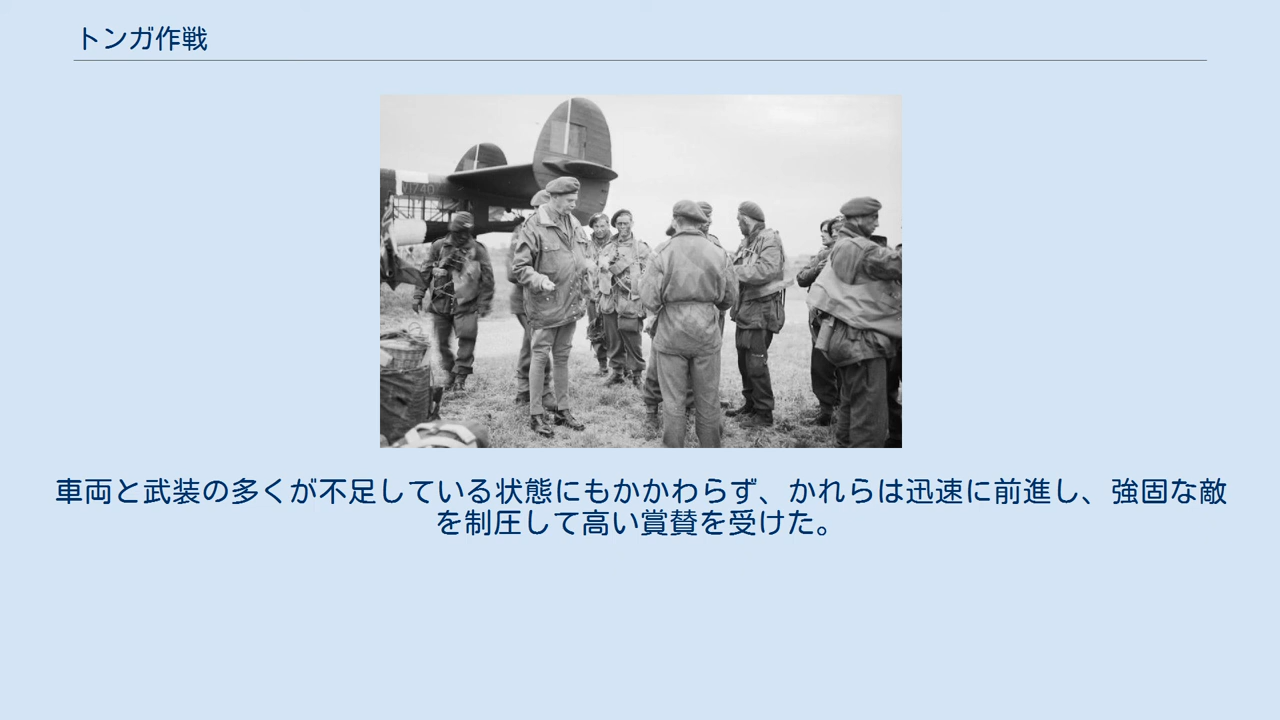 トンガ作戦
V1740
車両と武装の多くが不足している状態にもかかわらず、かれらは迅速に前進し、強固な敵
を制圧して高い賞賛を受けた。